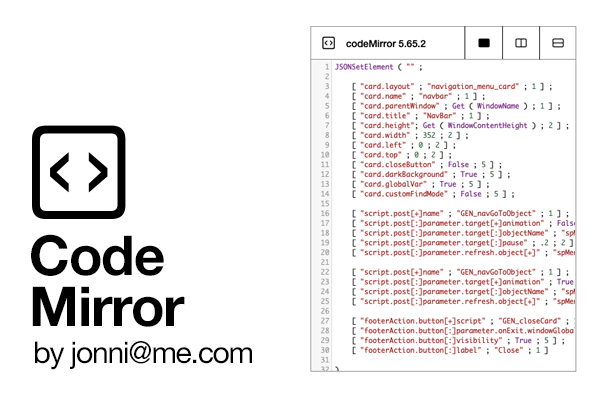 < >
Code
Mirror
by jonni@me.com
codeMirror 5.65.2
1 JSONSetElement ( "" ;
2
3 [ "card.layout" ; "navigation_menu_card" ; 1 ] ;
4 [ "card.name" ; "navbar" ; 1 ] ;
5 [ "card.parentWindow" ; Get ( WindowName ) ; 1 ] ;
6 [ "card.title" ; "NavBar" ; 1 ] ;
7 [ "card.height"; Get ( WindowContentHeight ) ; 2 ] ;
8 [ "card.width" ; 352 ; 2 ] ;
9 [ "card.left" ; 0 ; 2 ] ;
10 [ "card.top" ; 0 ; 2 ] ;
11 [ "card.closeButton" ; False ; 5 ] ;
12 [ "card.darkBackground" ; True ; 5 ] ;
13 [ "card.globalVar" ; True ; 5 ] ;
14 [ "card.customFindMode" ; False ; 5 ] ;
15
16 [ "script.post[+]name" ; "GEN_navGoToObject" ; 1 ] ;
17 [ "script.post[:]parameter.target[+]animation" ; False
18 [ "script.post[:]parameter.target[:]objectName" ; "spM
19 [ "script.post[:]parameter.target[:]pause" ; .2 ; 2 ]
20 [ "script.post[:]parameter.refresh.object[+]" ; "spMen
21
22 [ "script.post[+]name" ; "GEN_navGoToObject" ; 1 ] ;
23 [ "script.post[:]parameter.target[+]animation" ; True
24 [ "script.post[:]parameter.target[:]objectName" ; "spM
25 [ "script.post[:]parameter.refresh.object[+]" ; "spMen
26
27 [ "footerAction.button[+]script" ; "GEN_closeCard" ;
28 [ "footerAction.button[:]parameter.onExit.windowGloba
29 [ "footerAction.button[:]visibility" ; True ; 5 ] ;
30 [ "footerAction.button[:]label" ; "Close" ; 1 ]
31
32 )